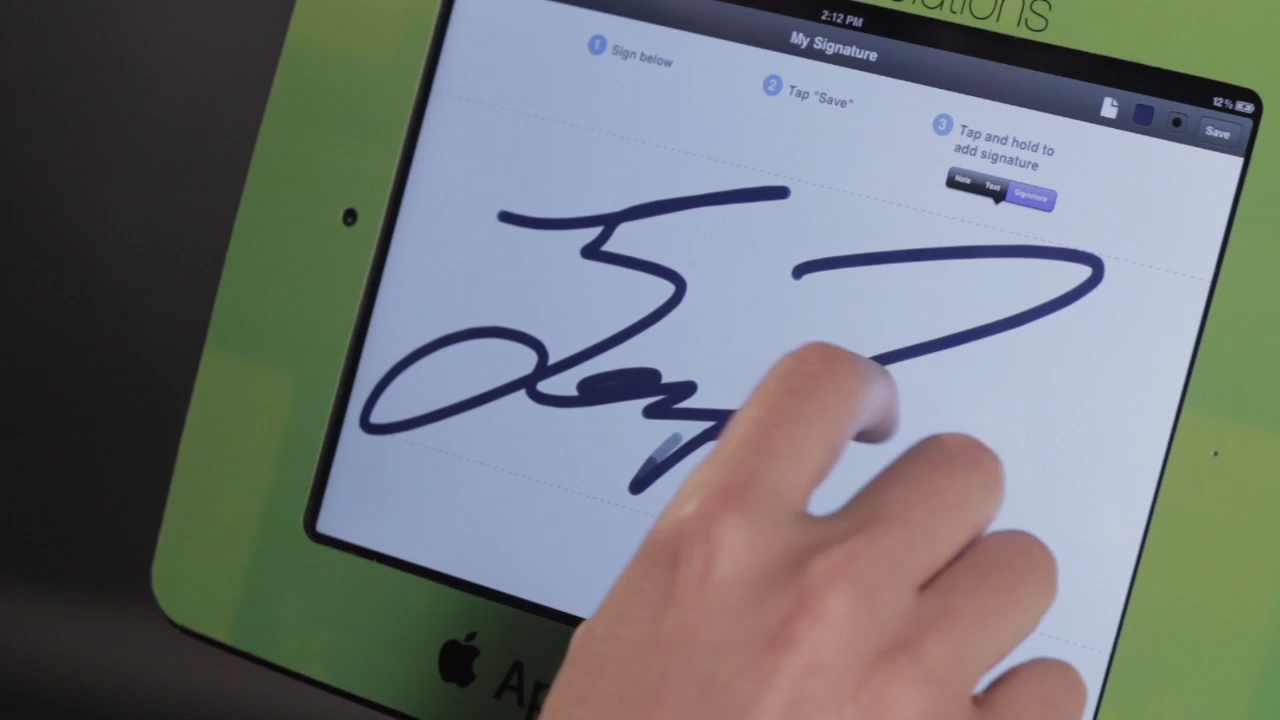 2:12 PM
My Signature
12%
Save
1 Sign below
2 Tap "Save"
3 Tap and hold to
add signature
Note Text Signature